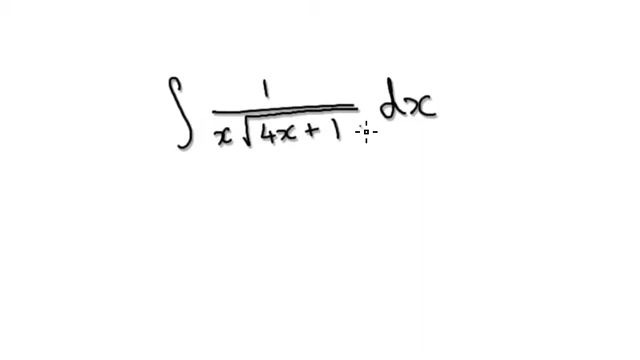 ∫ 1/(x√(4x+1)) dx